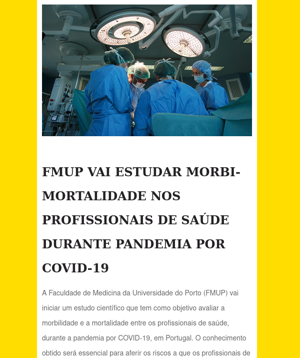 FMUP VAI ESTUDAR MORBI-
MORTALIDADE NOS
PROFISSIONAIS DE SAÚDE
DURANTE PANDEMIA POR
COVID-19
A Faculdade de Medicina da Universidade do Porto (FMUP) vai
iniciar um estudo científico que tem como objetivo avaliar a
morbilidade e a mortalidade entre os profissionais de saúde,
durante a pandemia por COVID-19, em Portugal. O conhecimento
obtido será essencial para aferir os riscos a que os profissionais de